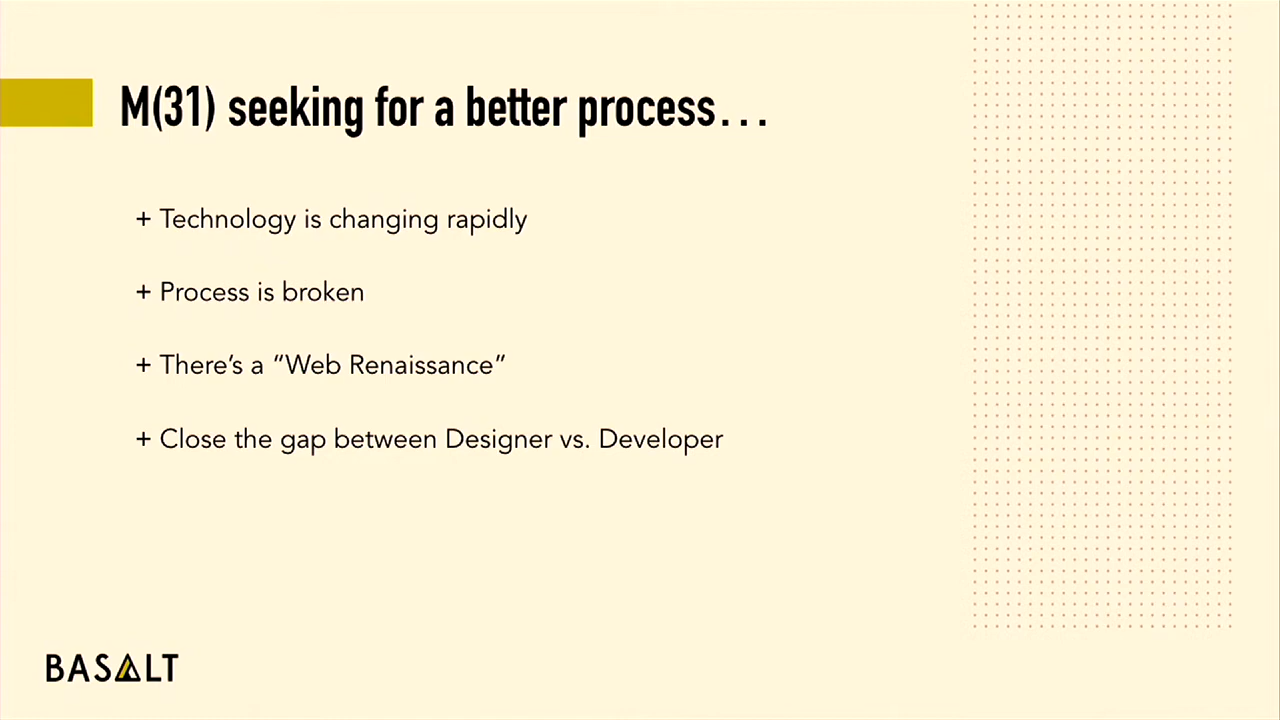 M(31) seeking for a better process...
+ Technology is changing rapidly
+ Process is broken
+ There’s a “Web Renaissance”
+ Close the gap between Designer vs. Developer
BASALT